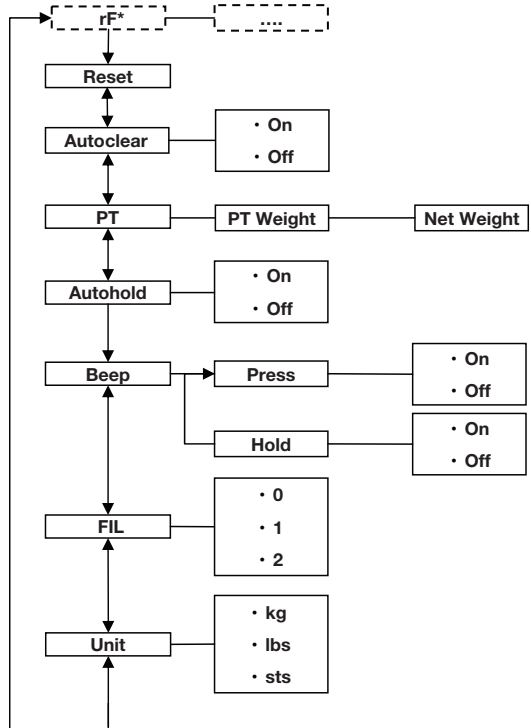 rF*
....
Reset
Autoclear
· On
· Off
PT
PT Weight
Net Weight
Autohold
· On
· Off
Beep
Press
· On
· Off
Hold
· On
· Off
FIL
· 0
· 1
· 2
Unit
· kg
· lbs
· sts